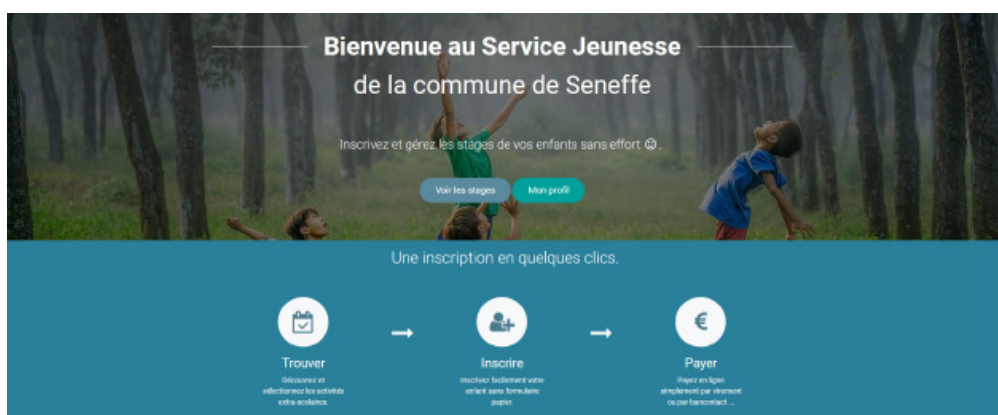 Bienvenue au Service Jeunesse
de la commune de Seneffe
Inscrivez et gérez les stages de vos enfants sans effort 😉.
Voir les stages
Mon profil
Une inscription en quelques clics.
Trouver
Découvrez et
sélectionnez les activités
extra-scolaires.
Inscrire
Inscrivez facilement votre
enfant sans formulaire
papier.
Payer
Payez en ligne
simplement par virement
ou par bancontact ...